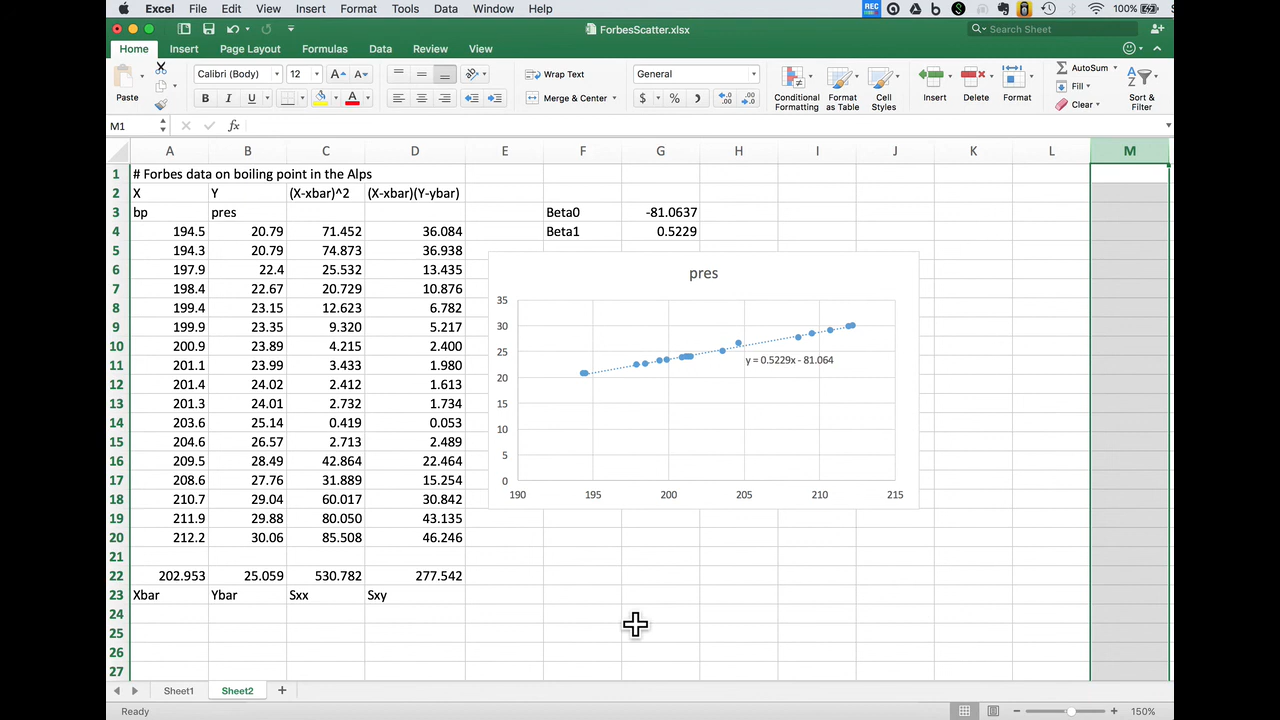 Excel File Edit View Insert Format Tools Data Window Help REC 100%
ForbesScatter.xlsx Search Sheet
Home Insert Page Layout Formulas Data Review View
Paste Calibri (Body) 12 A A Wrap Text General Conditional Formatting Format as Table Cell Styles Insert Delete Format AutoSum Fill Clear Sort & Filter
B I U A Merge & Center $ % ,
M1 fx
A B C D E F G H I J K L M
1 # Forbes data on boiling point in the Alps
2 X Y (X-xbar)^2 (X-xbar)(Y-ybar)
3 bp pres Beta0 -81.0637
4 194.5 20.79 71.452 36.084 Beta1 0.5229
5 194.3 20.79 74.873 36.938
6 197.9 22.4 25.532 13.435
7 198.4 22.67 20.729 10.876
8 199.4 23.15 12.623 6.782
9 199.9 23.35 9.320 5.217
10 200.9 23.89 4.215 2.400
11 201.1 23.99 3.433 1.980
12 201.4 24.02 2.412 1.613
13 201.3 24.01 2.732 1.734
14 203.6 25.14 0.419 0.053
15 204.6 26.57 2.713 2.489
16 209.5 28.49 42.864 22.464
17 208.6 27.76 31.889 15.254
18 210.7 29.04 60.017 30.842
19 211.9 29.88 80.050 43.135
20 212.2 30.06 85.508 46.246
21
22 202.953 25.059 530.782 277.542
23 Xbar Ybar Sxx Sxy
24
25
26
27
pres
35
30
25
20
15
10
5
0
y = 0.5229x - 81.064
190 195 200 205 210 215
Sheet1 Sheet2
Ready 150%